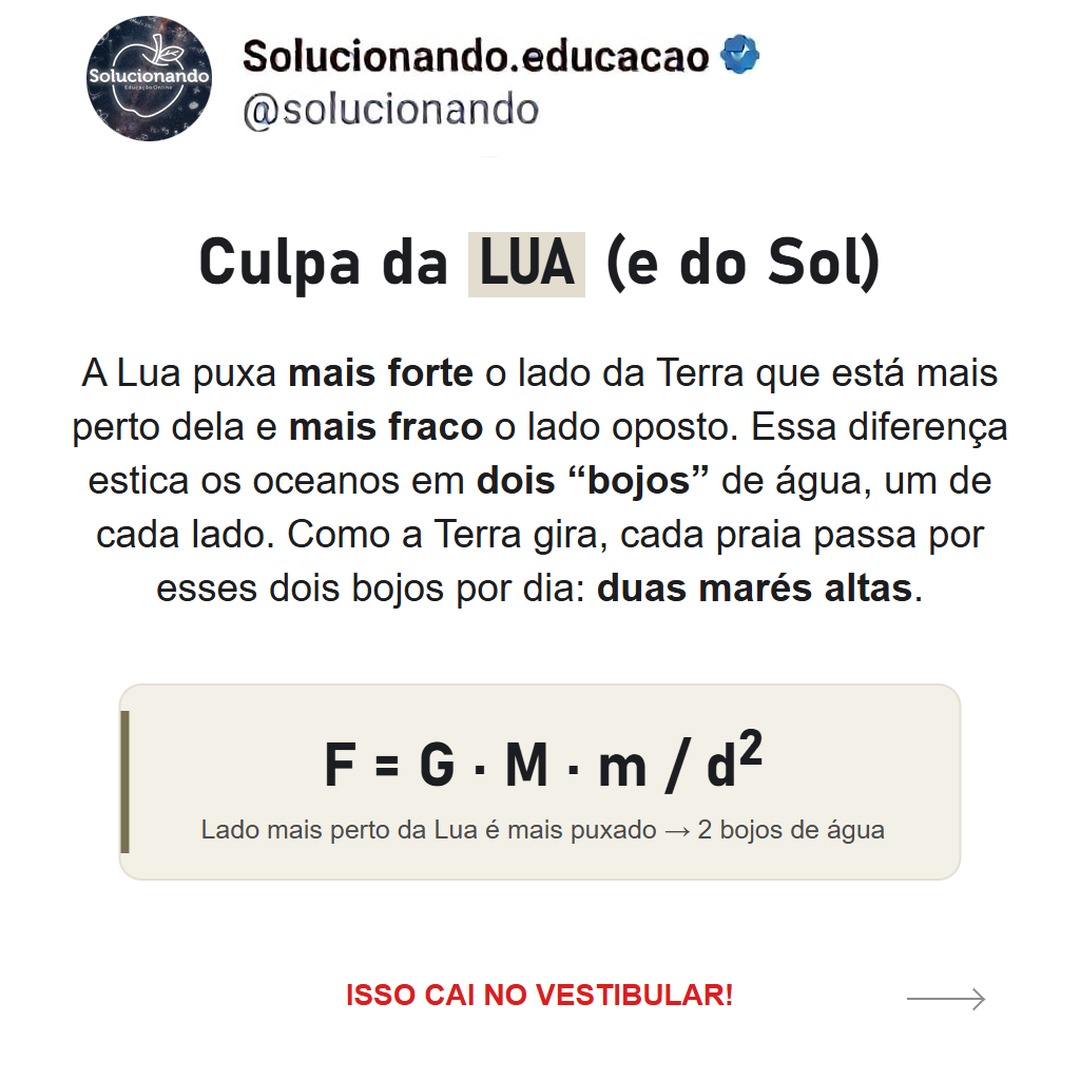 Solucionando
Educação Online
Solucionando.educacao
@solucionando
Culpa da LUA (e do Sol)
A Lua puxa mais forte o lado da Terra que está mais
perto dela e mais fraco o lado oposto. Essa diferença
estica os oceanos em dois “bojos” de água, um de
cada lado. Como a Terra gira, cada praia passa por
esses dois bojos por dia: duas marés altas.
F = G · M · m / d²
Lado mais perto da Lua é mais puxado → 2 bojos de água
ISSO CAI NO VESTIBULAR!